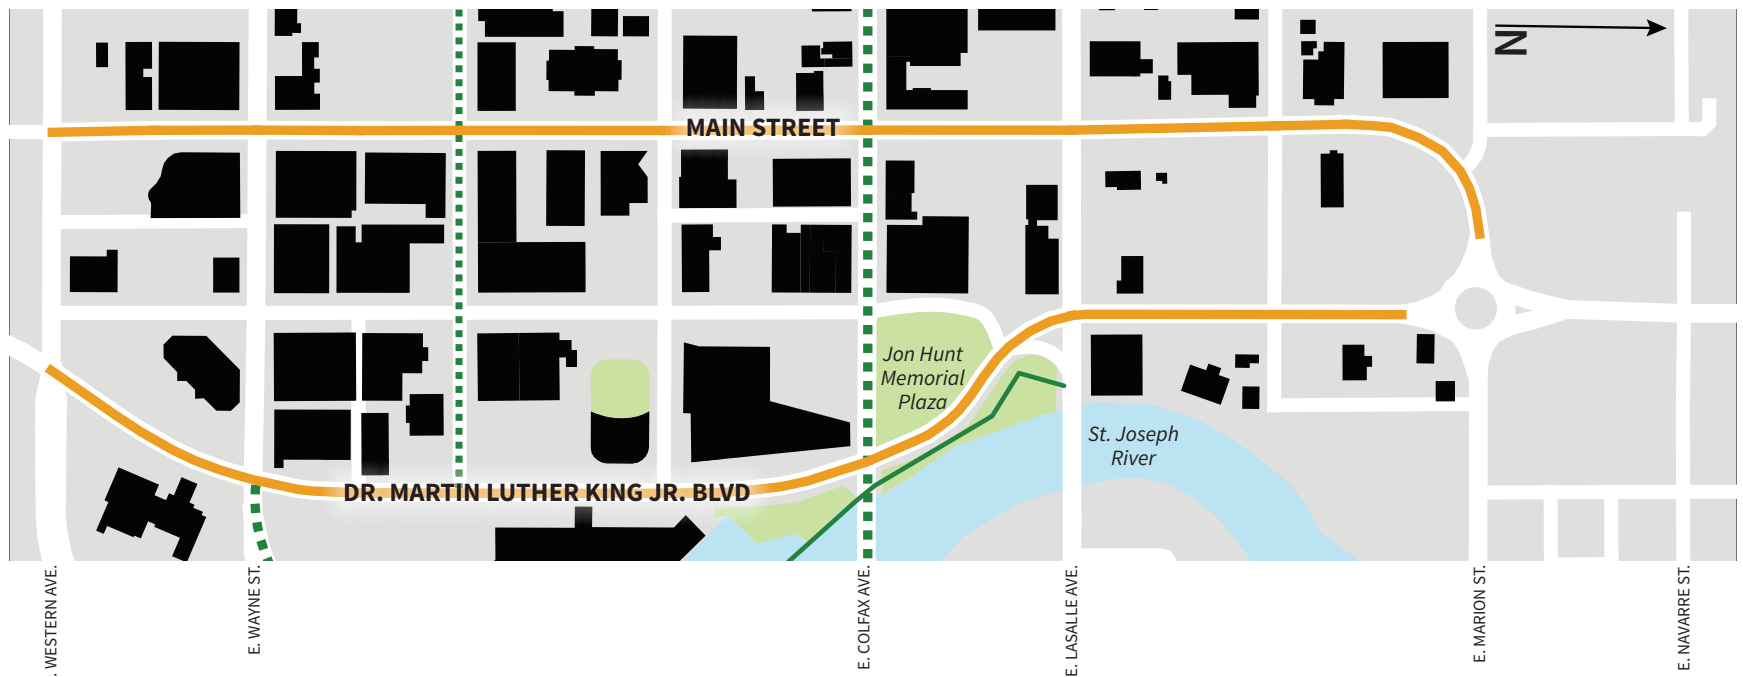 N
MAIN STREET
Jon Hunt
Memorial
Plaza
St. Joseph
River
DR. MARTIN LUTHER KING JR. BLVD
. WESTERN AVE.
E. WAYNE ST.
E. COLFAX AVE.
E. LASALLE AVE.
E. MARION ST.
E. NAVARRE ST.